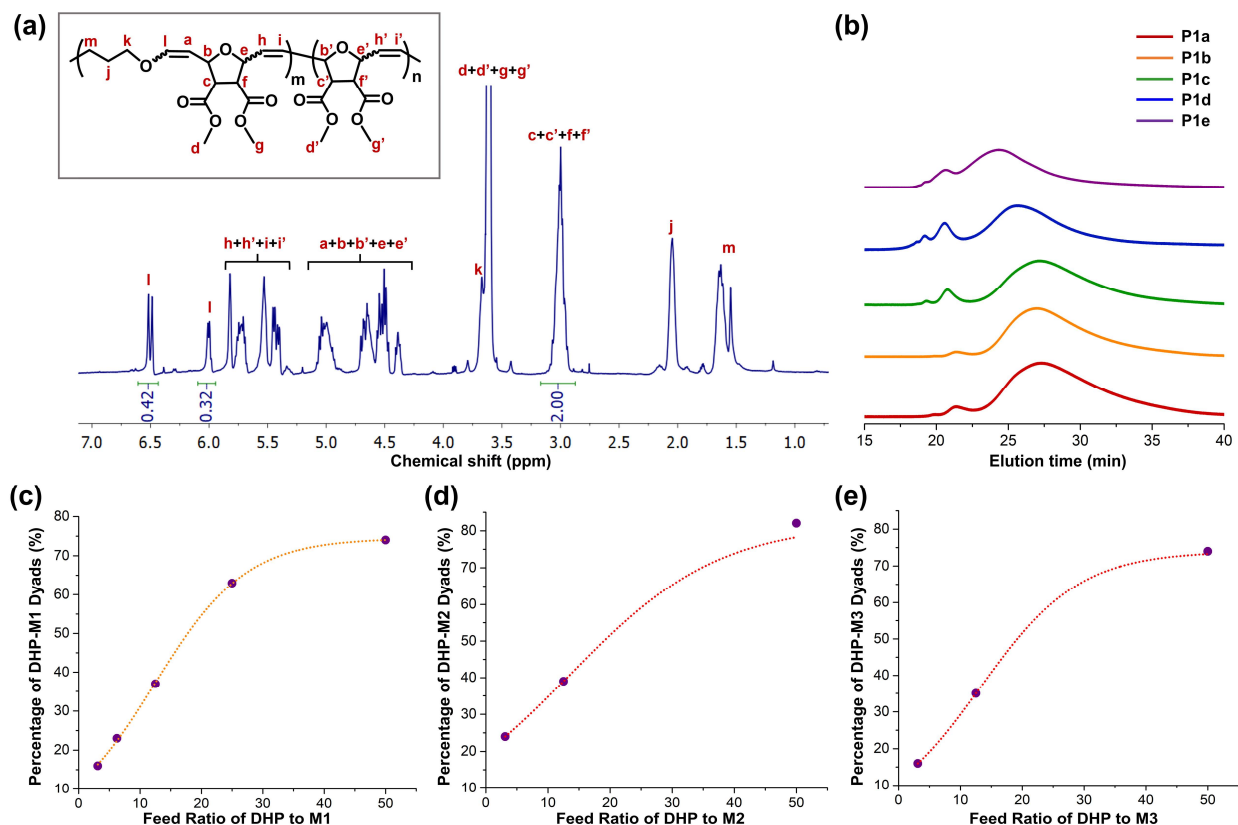 (a)
m
k
l
a
b
O
e
h
i
b'
O
e'
h'
i'
j
O
c
f
m
c'
f'
n
O
O
O
O
O
O
O
O
d
g
d'
g'
d+d'+g+g'
c+c'+f+f'
l
l
h+h'+i+i'
a+b+b'+e+e'
k
j
m
0.42
0.32
2.00
7.0 6.5 6.0 5.5 5.0 4.5 4.0 3.5 3.0 2.5 2.0 1.5 1.0
Chemical shift (ppm)
(b)
P1a
P1b
P1c
P1d
P1e
15 20 25 30 35 40
Elution time (min)
(c)
Percentage of DHP-M1 Dyads (%)
80
70
60
50
40
30
20
10
0 10 20 30 40 50
Feed Ratio of DHP to M1
(d)
Percentage of DHP-M2 Dyads (%)
80
70
60
50
40
30
20
10
0 10 20 30 40 50
Feed Ratio of DHP to M2
(e)
Percentage of DHP-M3 Dyads (%)
80
70
60
50
40
30
20
10
0 10 20 30 40 50
Feed Ratio of DHP to M3